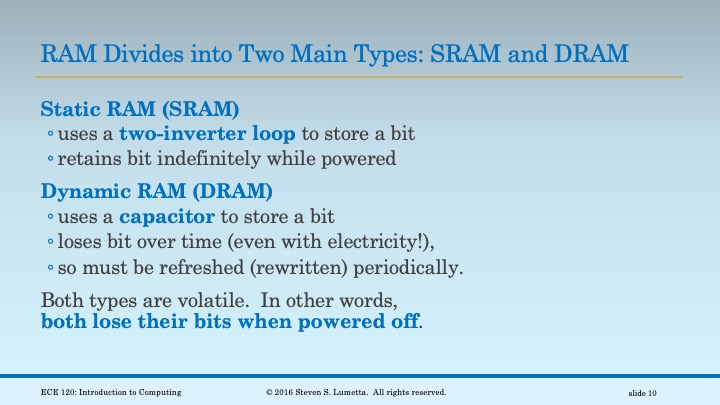 RAM Divides into Two Main Types: SRAM and DRAM
Static RAM (SRAM)
◦ uses a two-inverter loop to store a bit
◦ retains bit indefinitely while powered
Dynamic RAM (DRAM)
◦ uses a capacitor to store a bit
◦ loses bit over time (even with electricity!),
◦ so must be refreshed (rewritten) periodically.
Both types are volatile.  In other words,
both lose their bits when powered off.
ECE 120: Introduction to Computing
© 2016 Steven S. Lumetta.  All rights reserved.
slide 10